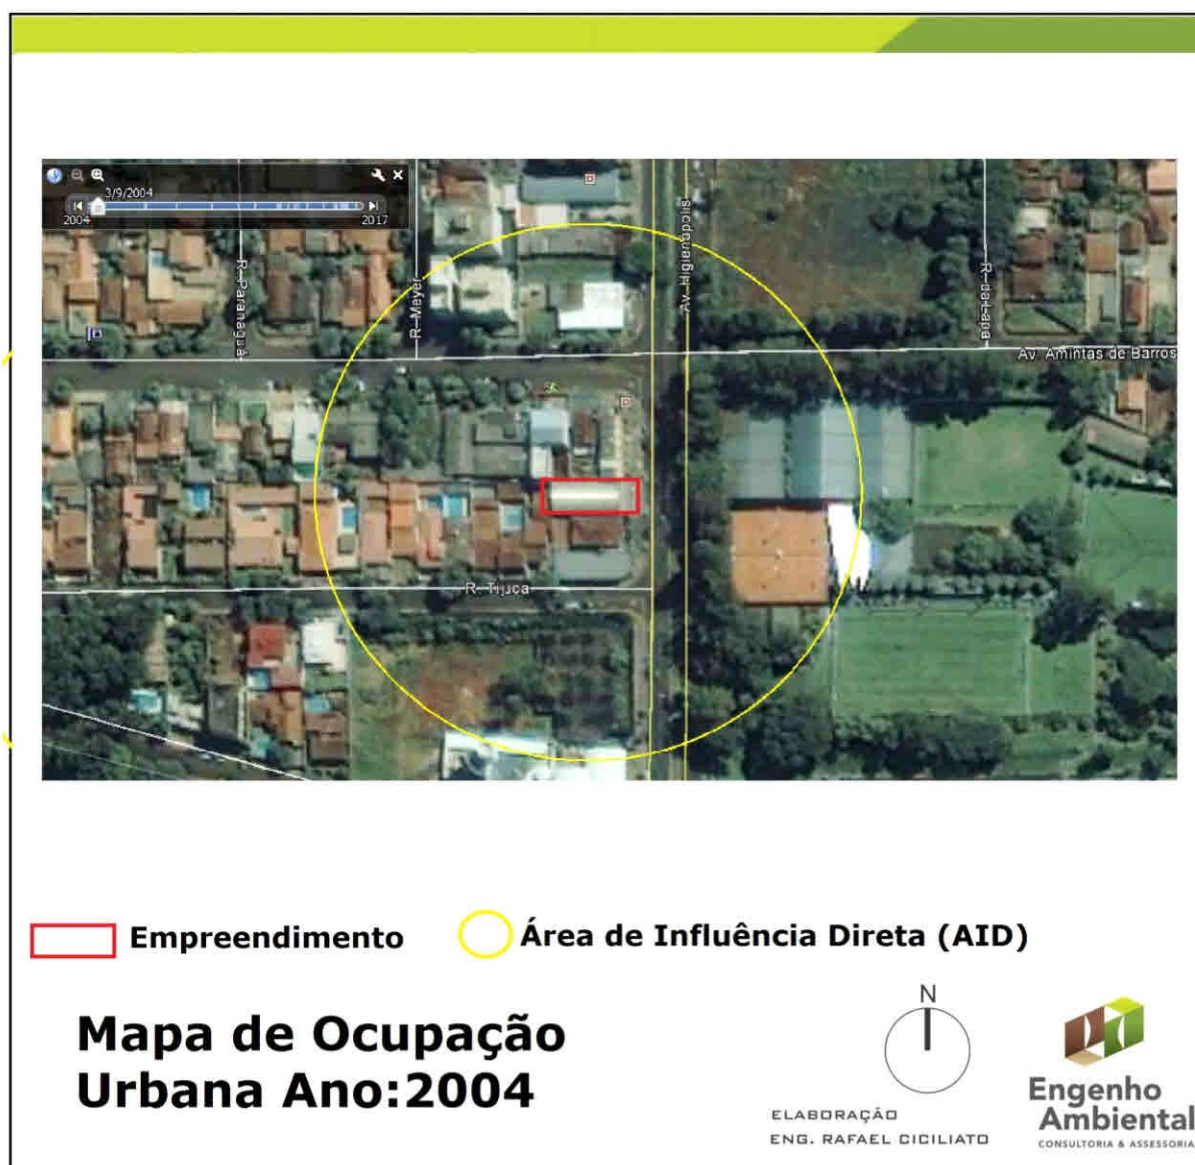 3/9/2004
2004
2017
R. Paranaguá
R. Meyer
Av. Higienópolis
R. da Lapa
Av. Amintas de Barros
R. Tijuca
Empreendimento
Área de Influência Direta (AID)
Mapa de Ocupação
Urbana Ano:2004
N
ELABORAÇÃO
ENG. RAFAEL CICILIATO
Engenho
Ambiental
CONSULTORIA & ASSESSORIA